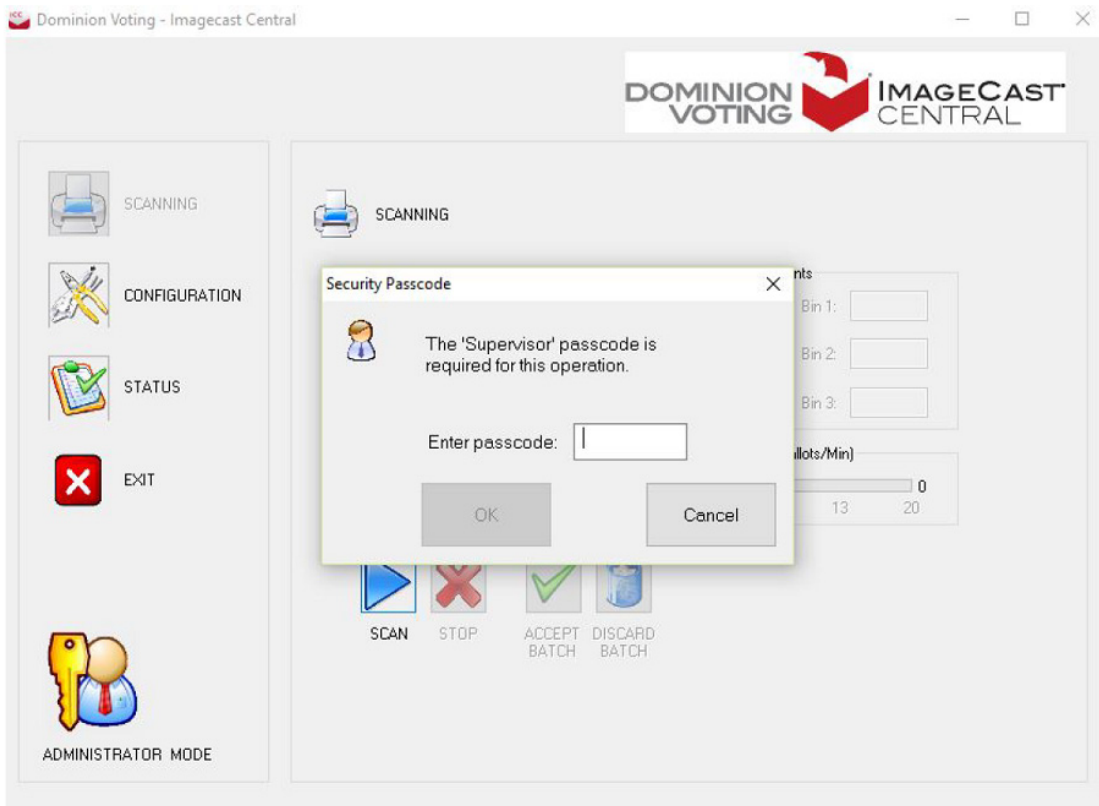 ICC
Dominion Voting - Imagecast Central
DOMINION
VOTING
IMAGECAST
CENTRAL
SCANNING
CONFIGURATION
STATUS
EXIT
ADMINISTRATOR MODE
SCANNING
Security Passcode
The 'Supervisor' passcode is
required for this operation.
Enter passcode:
OK
Cancel
nts
Bin 1:
Bin 2:
Bin 3:
llots/Min)
0
13 20
SCAN STOP ACCEPT DISCARD
BATCH BATCH